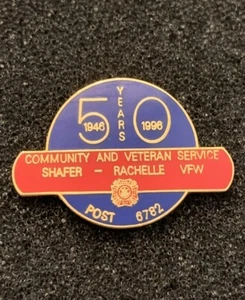 50
YEARS
1946 1996
COMMUNITY AND VETERAN SERVICE
SHAFER - RACHELLE VFW
POST 6782